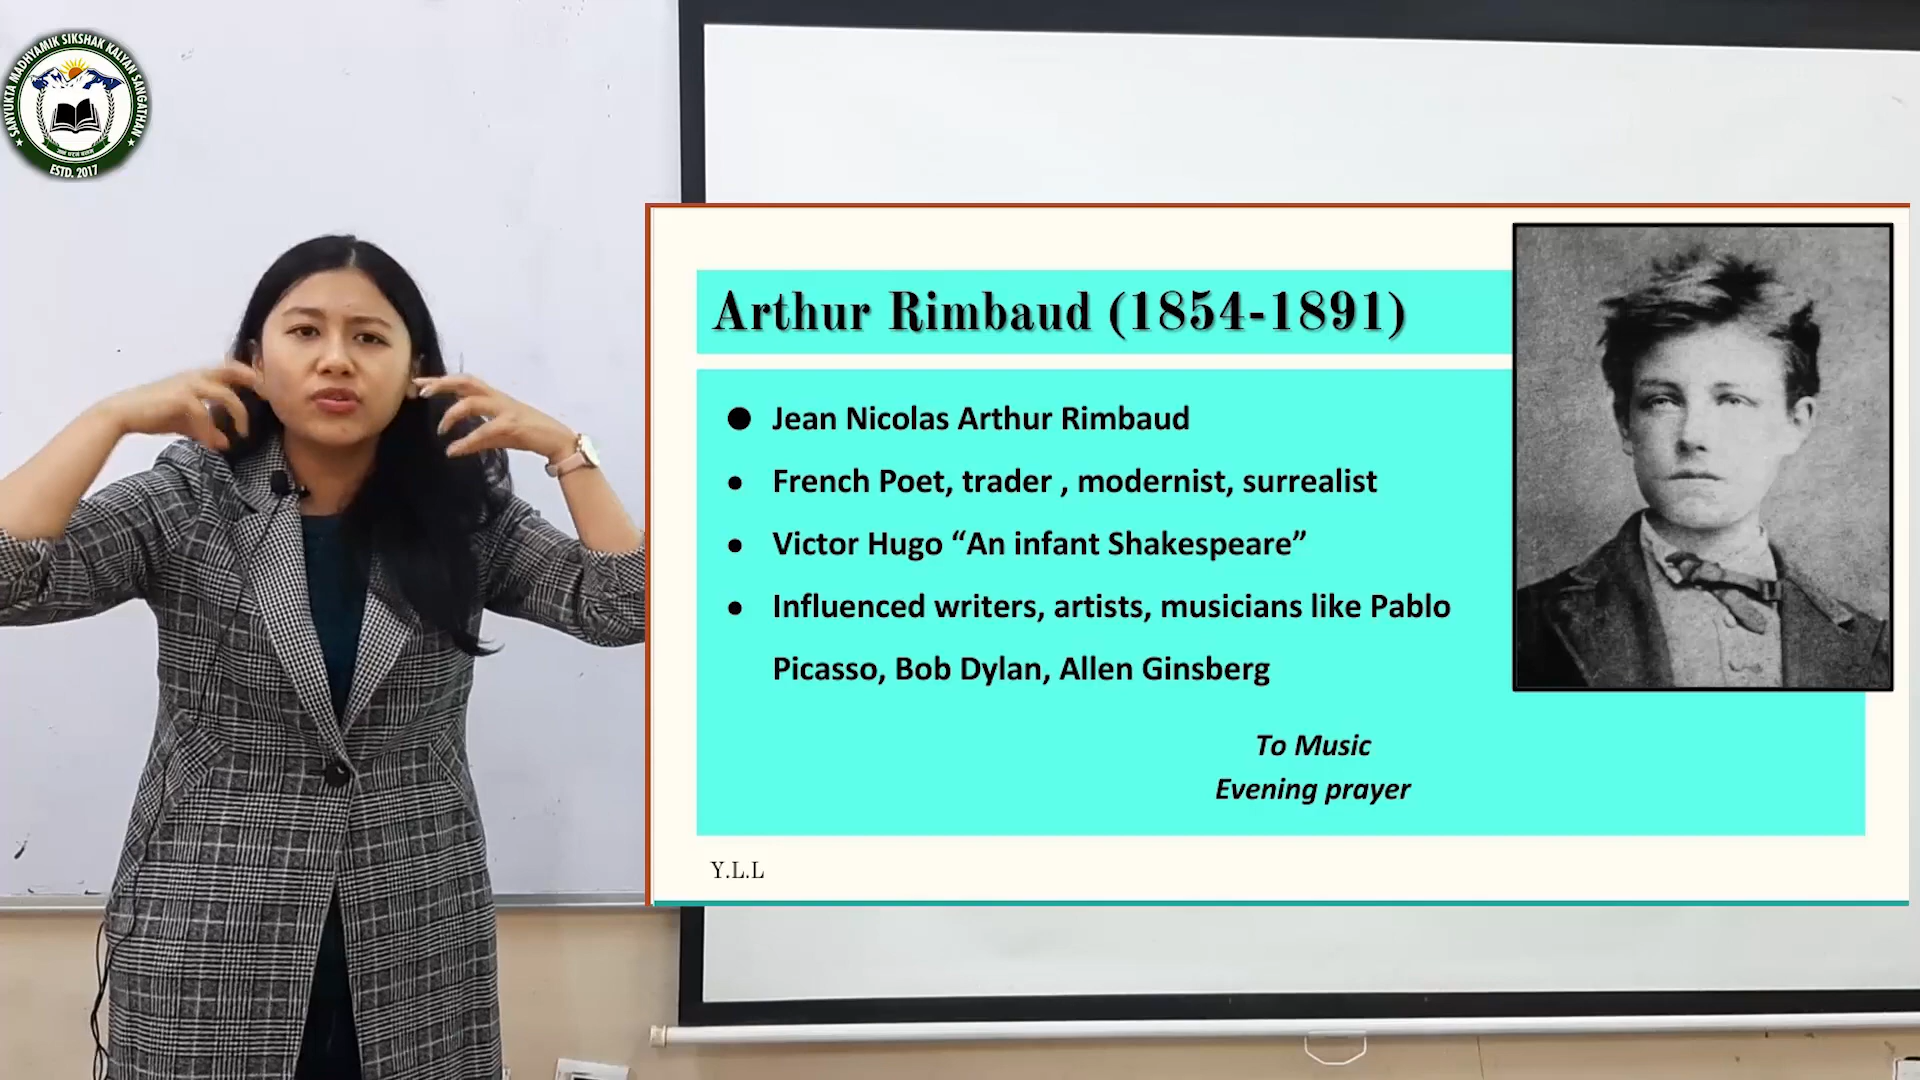 SANYUKTA MADHYAMIK SIKSHAK KALYAN SANGATHAN
ESTD. 2017
Arthur Rimbaud (1854-1891)
● Jean Nicolas Arthur Rimbaud
● French Poet, trader , modernist, surrealist
● Victor Hugo “An infant Shakespeare”
● Influenced writers, artists, musicians like Pablo
Picasso, Bob Dylan, Allen Ginsberg
To Music
Evening prayer
Y.L.L